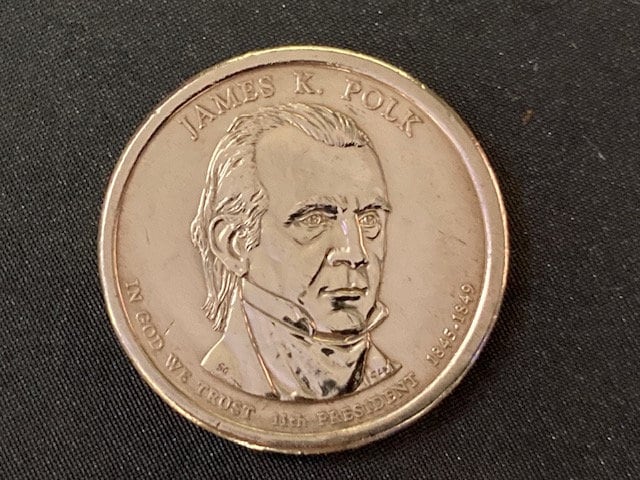 JAMES K. POLK
IN GOD WE TRUST · 11th PRESIDENT 1845·1849